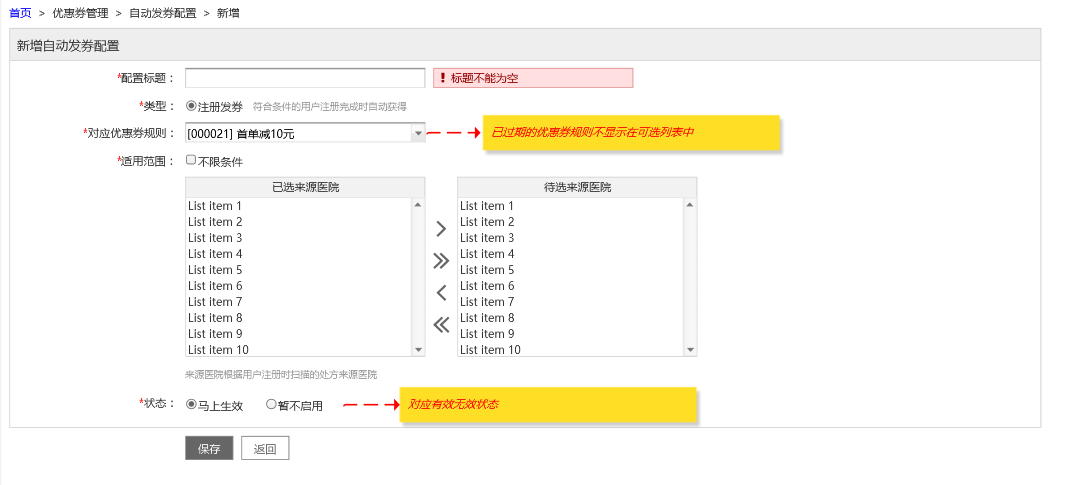 首页 > 优惠券管理 > 自动发券配置 > 新增
新增自动发券配置
*配置标题： ! 标题不能为空
*类型： 注册发券 符合条件的用户注册完成时自动获得
*对应优惠券规则： [000021] 首单减10元 已过期的优惠券规则不显示在可选列表中
*适用范围： 不限条件
已选来源医院 待选来源医院
List item 1 List item 1
List item 2 List item 2
List item 3 List item 3
List item 4 List item 4
List item 5 List item 5
List item 6 List item 6
List item 7 List item 7
List item 8 List item 8
List item 9 List item 9
List item 10 List item 10
来源医院根据用户注册时扫描的处方来源医院
*状态： 马上生效 暂不启用 对应有效无效状态
保存 返回